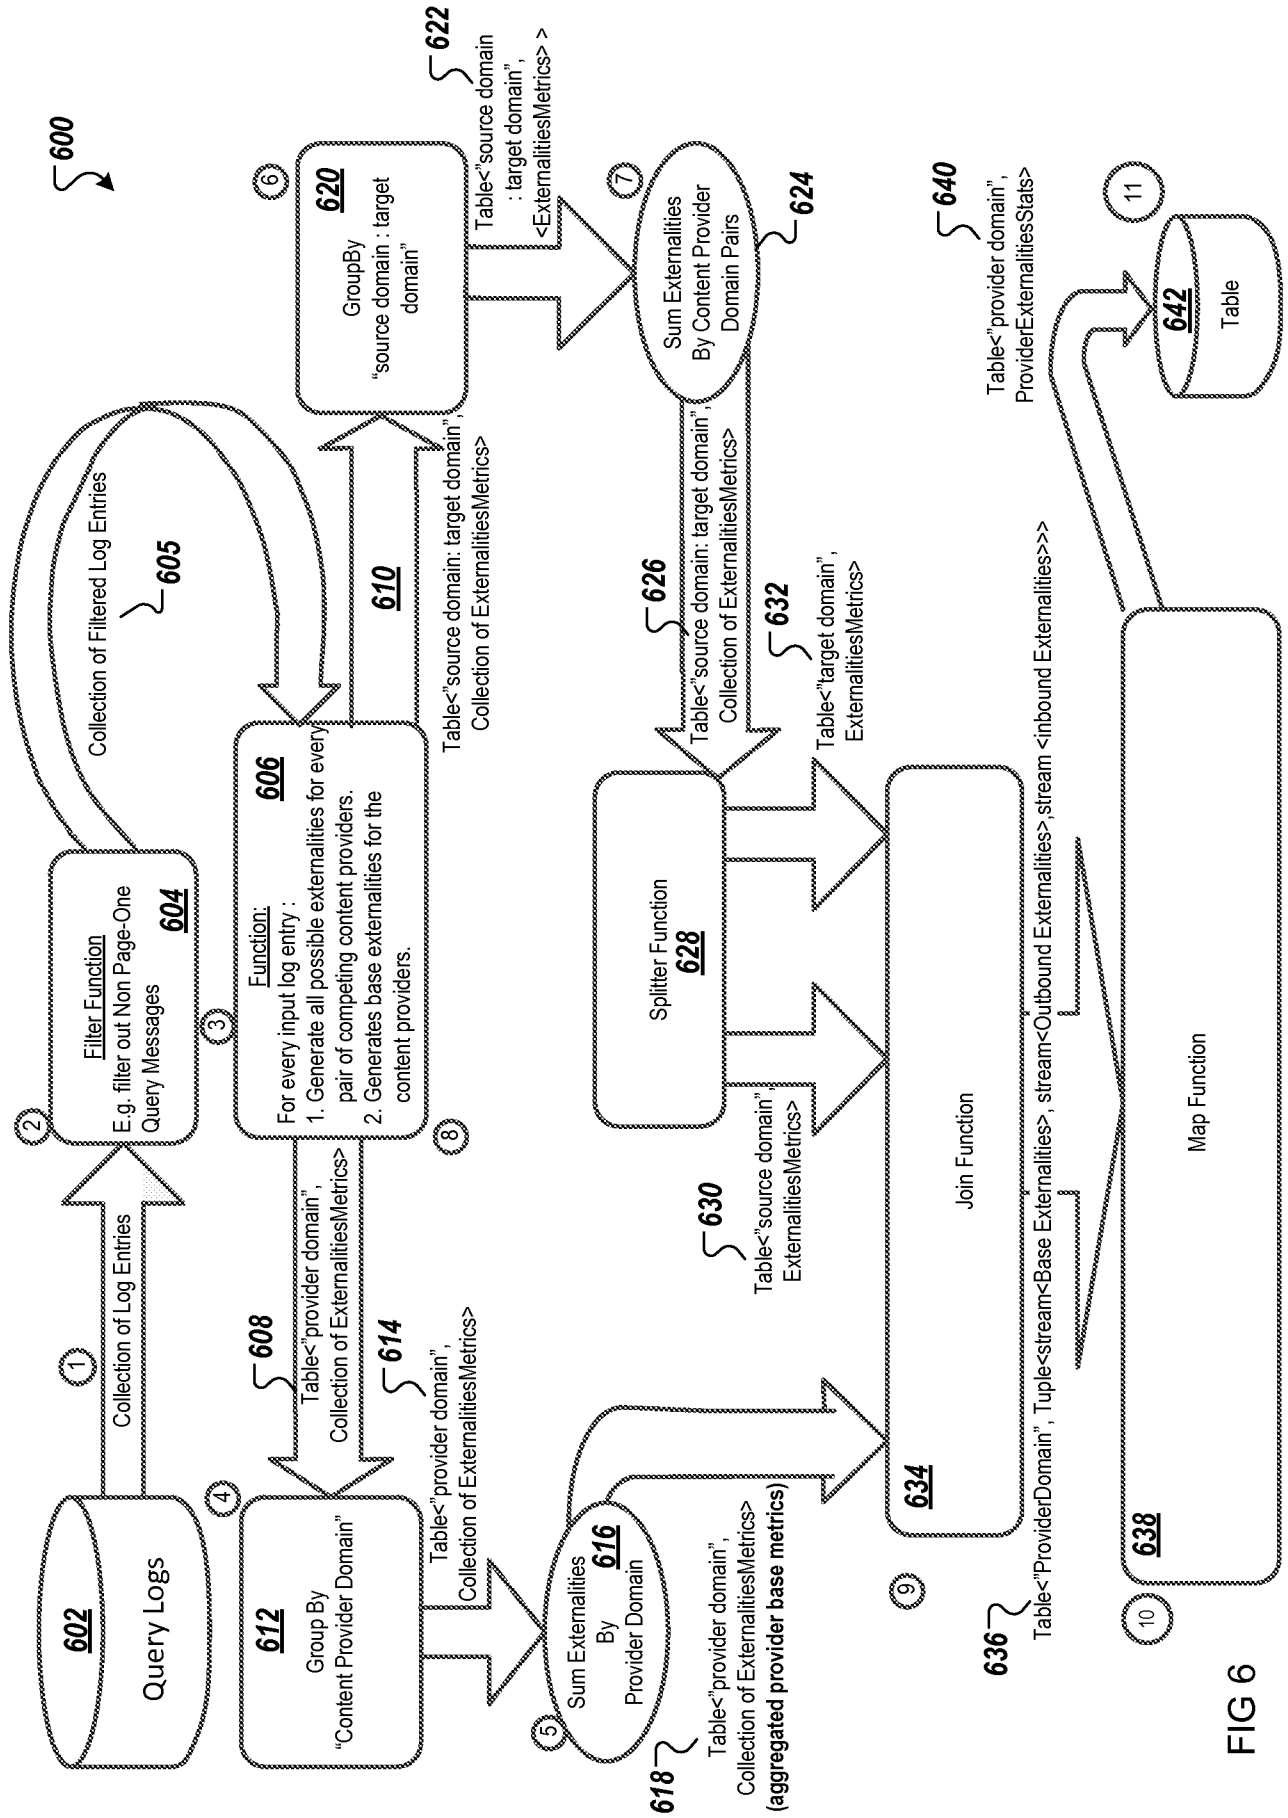 600
602
Query Logs
1
Collection of Log Entries
2
Filter Function
E.g. filter out Non Page-One
Query Messages
604
Collection of Filtered Log Entries
605
3
606
Function:
For every input log entry :
1. Generate all possible externalities for every
pair of competing content providers.
2. Generates base externalities for the
content providers.
8
608
Table<"provider domain",
Collection of ExternalitiesMetrics>
4
612
Group By
"Content Provider Domain"
614
Table<"provider domain",
Collection of ExternalitiesMetrics>
5
Sum Externalities
By
Provider Domain
616
618
Table<"provider domain",
Collection of ExternalitiesMetrics>
(aggregated provider base metrics)
610
Table<"source domain: target domain",
Collection of ExternalitiesMetrics>
6
620
GroupBy
"source domain : target
domain"
622
Table<"source domain
: target domain",
<ExternalitiesMetrics> >
7
Sum Externalities
By Content Provider
Domain Pairs
624
626
Table<"source domain: target domain",
Collection of ExternalitiesMetrics>
Splitter Function
628
630
Table<"source domain",
ExternalitiesMetrics>
632
Table<"target domain",
ExternalitiesMetrics>
9
634
Join Function
636
Table<"ProviderDomain", Tuple<stream<Base Externalities>, stream<Outbound Externalities>,stream <inbound Externalities>>>
10
638
Map Function
640
Table<"provider domain",
ProviderExternalitiesStats>
11
642
Table
FIG 6